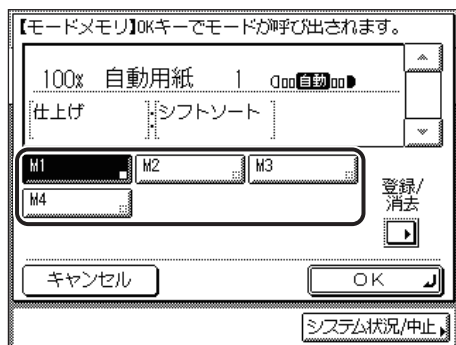 【モードメモリ】OKキーでモードが呼び出されます。
100% 自動用紙 1 自動
仕上げ シフトソート
M1 M2 M3
登録/
消去
M4
キャンセル OK
システム状況/中止